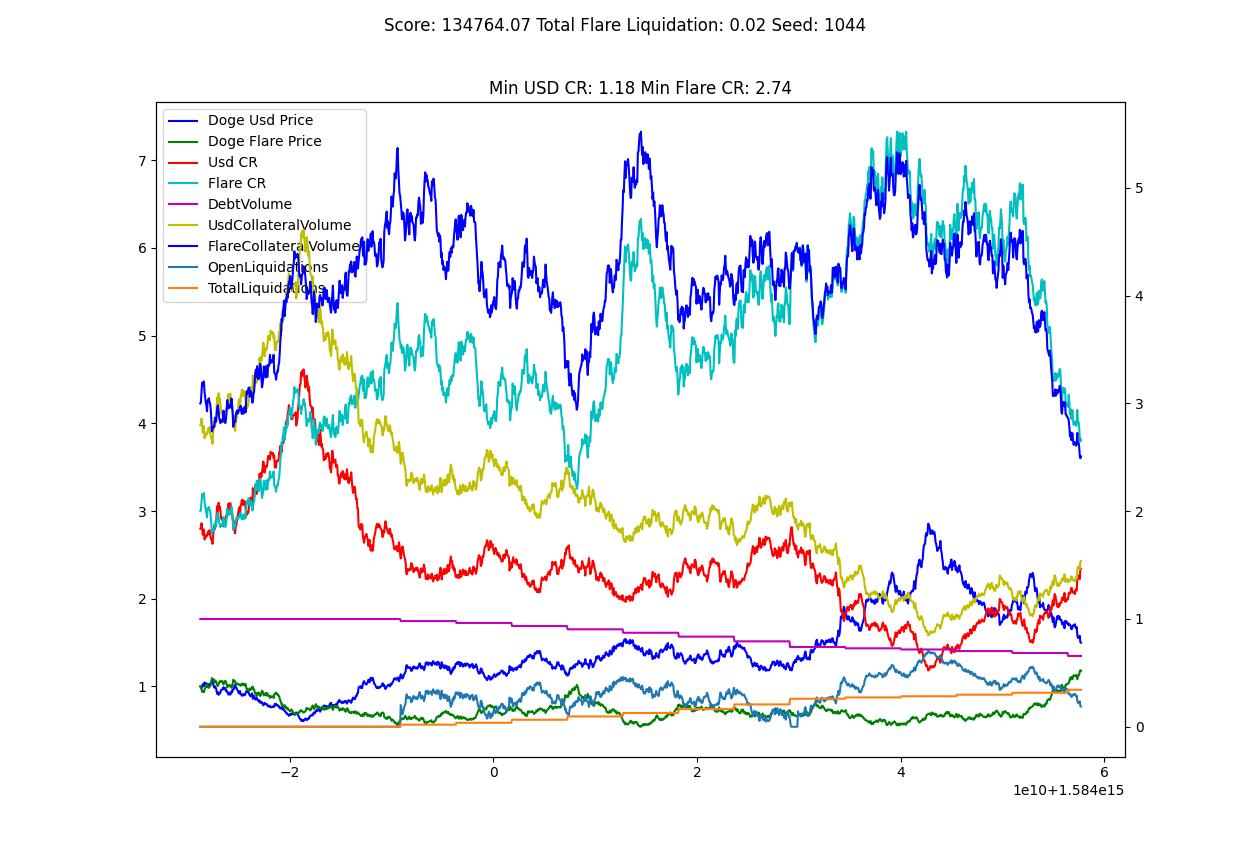 Score: 134764.07 Total Flare Liquidation: 0.02 Seed: 1044
Min USD CR: 1.18 Min Flare CR: 2.74
Doge Usd Price
Doge Flare Price
Usd CR
Flare CR
DebtVolume
UsdCollateralVolume
FlareCollateralVolume
OpenLiquidations
TotalLiquidations
7
6
5
4
3
2
1
5
4
3
2
1
0
−2
0
2
4
6
1e10+1.584e15